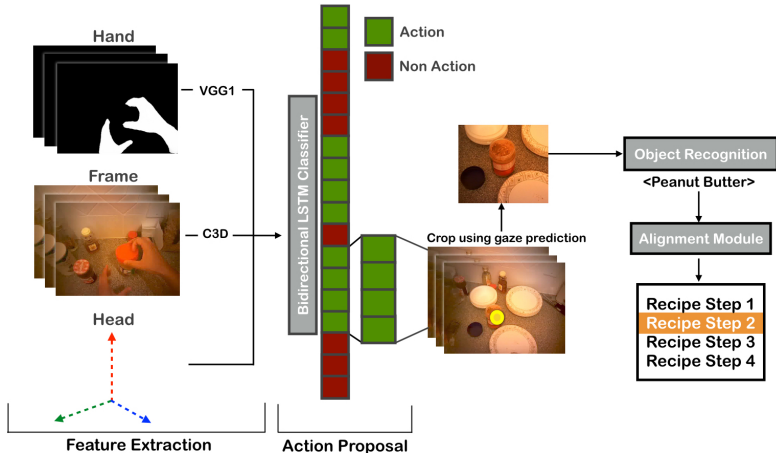 Hand
VGG1
Frame
C3D
Head
Feature Extraction
Bidirectional LSTM Classifier
Action
Non Action
Action Proposal
Crop using gaze prediction
Object Recognition
<Peanut Butter>
Alignment Module
Recipe Step 1
Recipe Step 2
Recipe Step 3
Recipe Step 4